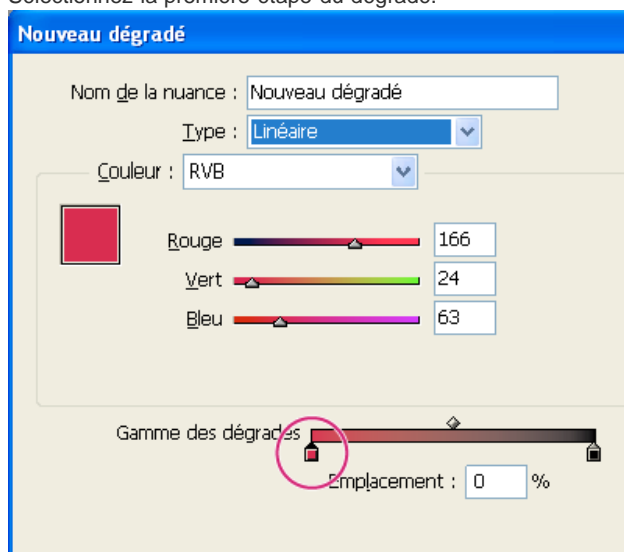 Sélectionnez la première étape du dégradé.
Nouveau dégradé
Nom de la nuance : Nouveau dégradé
Type : Linéaire
Couleur : RVB
Rouge 166
Vert 24
Bleu 63
Gamme des dégradés
Emplacement : 0 %